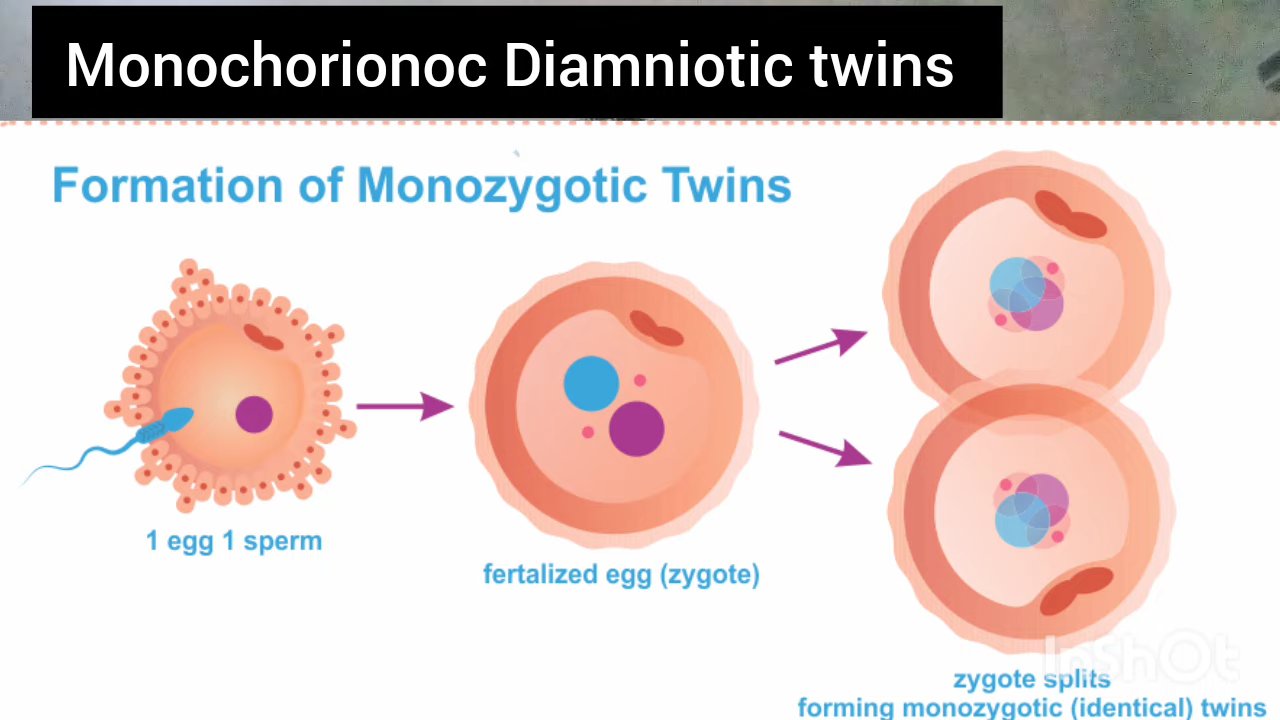 Monochorionoc Diamniotic twins
Formation of Monozygotic Twins
1 egg 1 sperm
fertalized egg (zygote)
zygote splits
forming monozygotic (identical) twins
InShOt